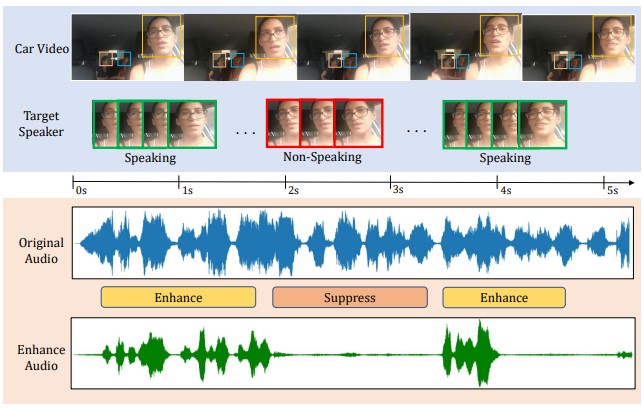 Car Video
Target
Speaker
. . .
. . .
Speaking
Non-Speaking
Speaking
0s
1s
2s
3s
4s
5s
Original
Audio
Enhance
Suppress
Enhance
Enhance
Audio